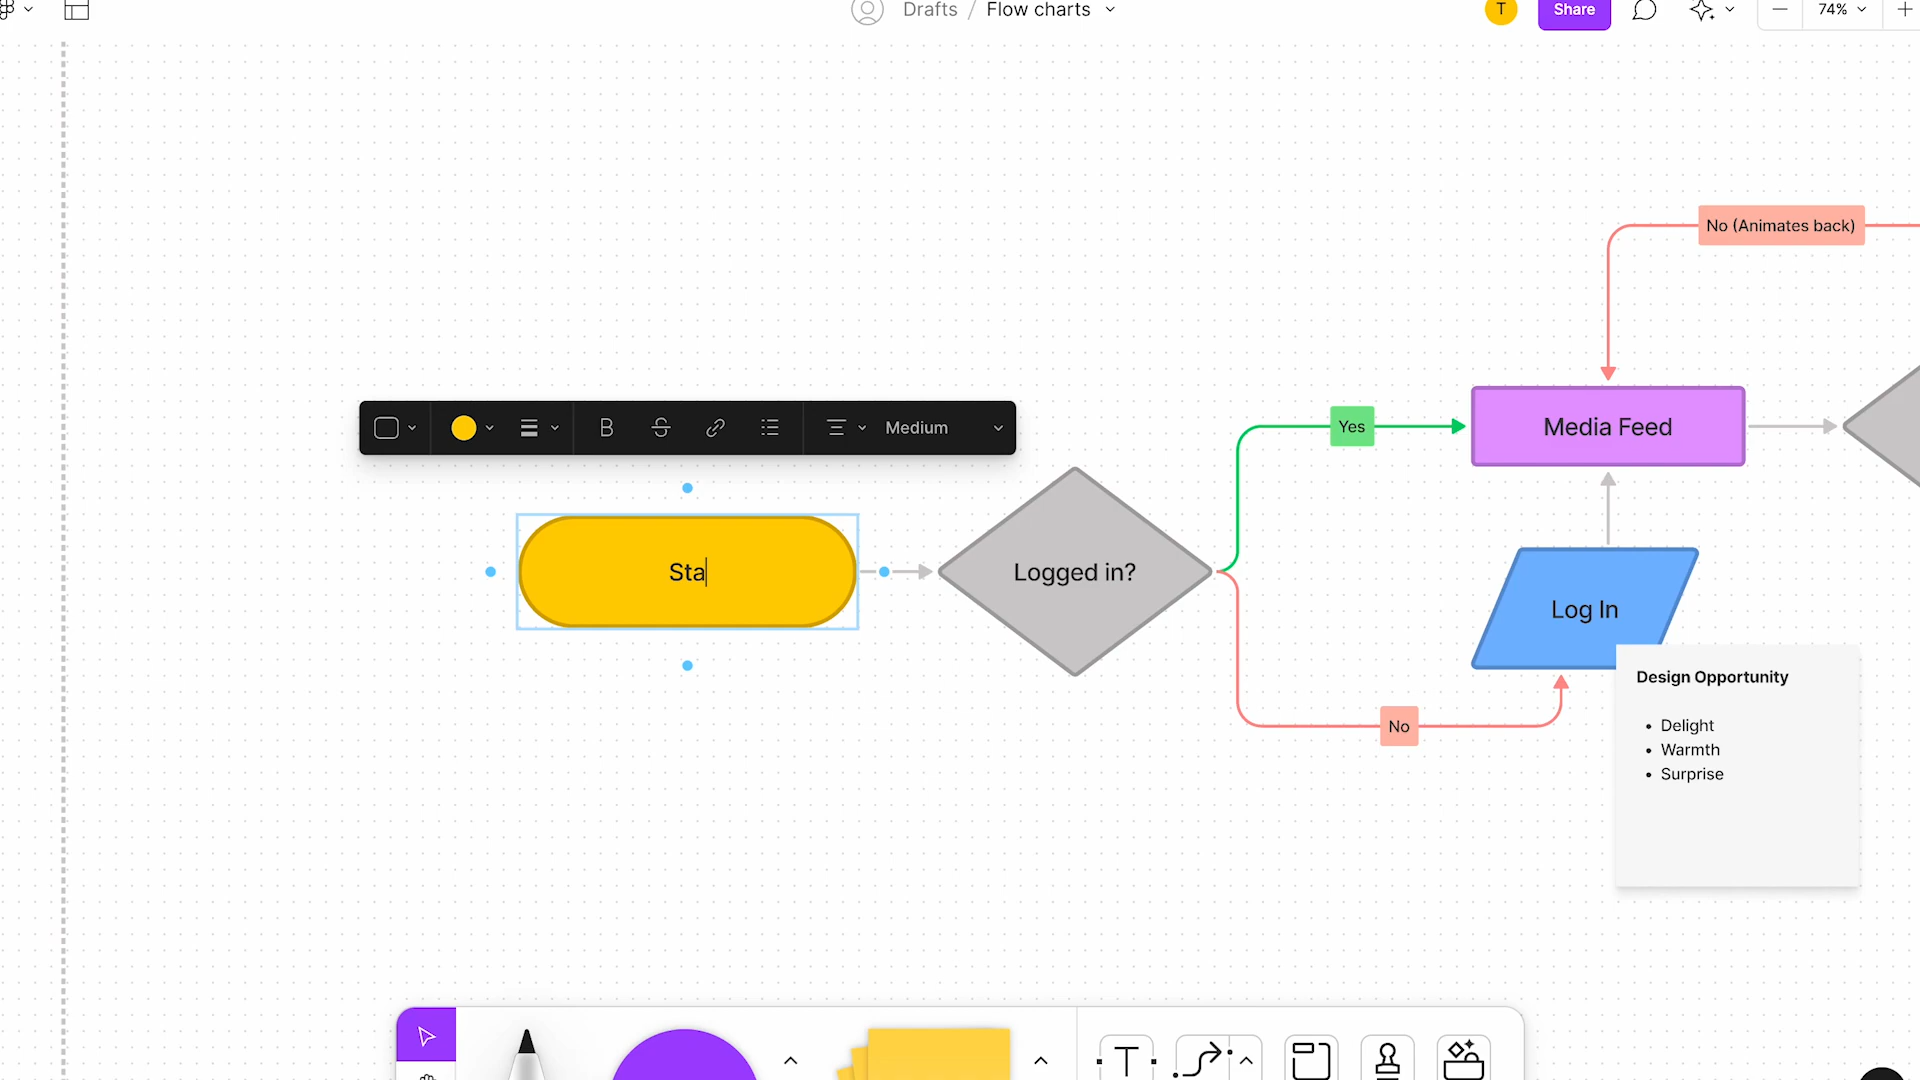 Drafts / Flow charts
T
Share
74%
No (Animates back)
Medium
Yes
Media Feed
Sta
Logged in?
Log In
Design Opportunity
• Delight
• Warmth
• Surprise
No